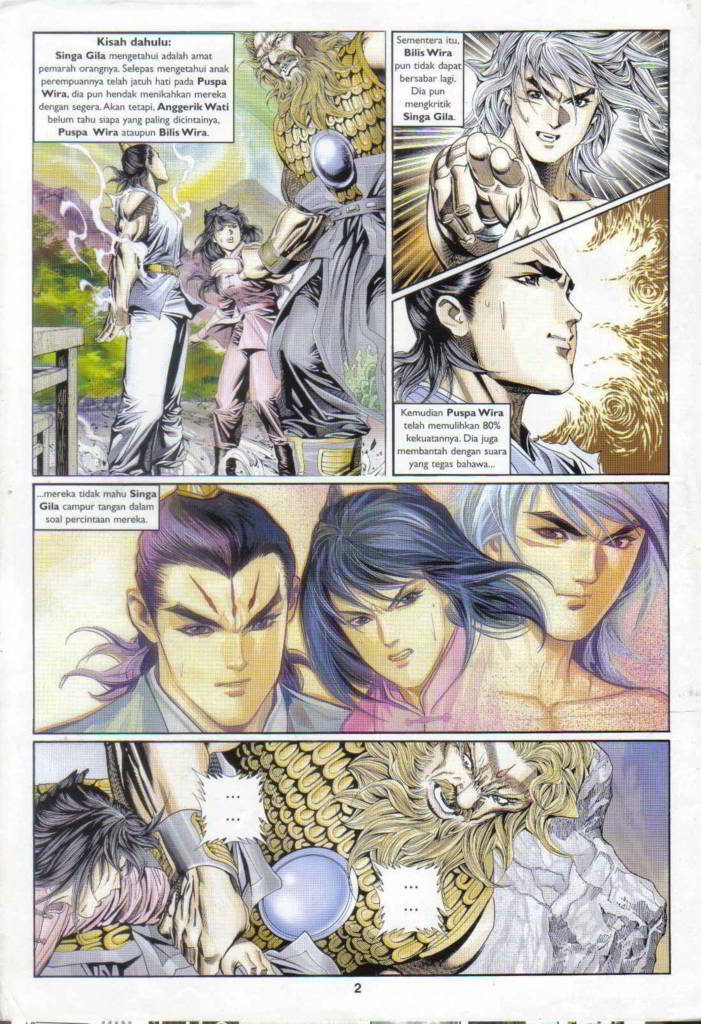 Kisah dahulu:
Singa Gila mengetahui adalah amat
pemarah orangnya. Selepas mengetahui anak
perempuannya telah jatuh hati pada Puspa
Wira, dia pun hendak menikahkan mereka
dengan segera. Akan tetapi, Anggerik Wati
belum tahu siapa yang paling dicintainya,
Puspa Wira ataupun Bilis Wira.
Sementera itu,
Bilis Wira
pun tidak dapat
bersabar lagi.
Dia pun
mengkritik
Singa Gila.
Kemudian Puspa Wira
telah memulihkan 80%
kekuatannya. Dia juga
membantah dengan suara
yang tegas bahawa...
...mereka tidak mahu Singa
Gila campur tangan dalam
soal percintaan mereka.
...
...
...
...
2